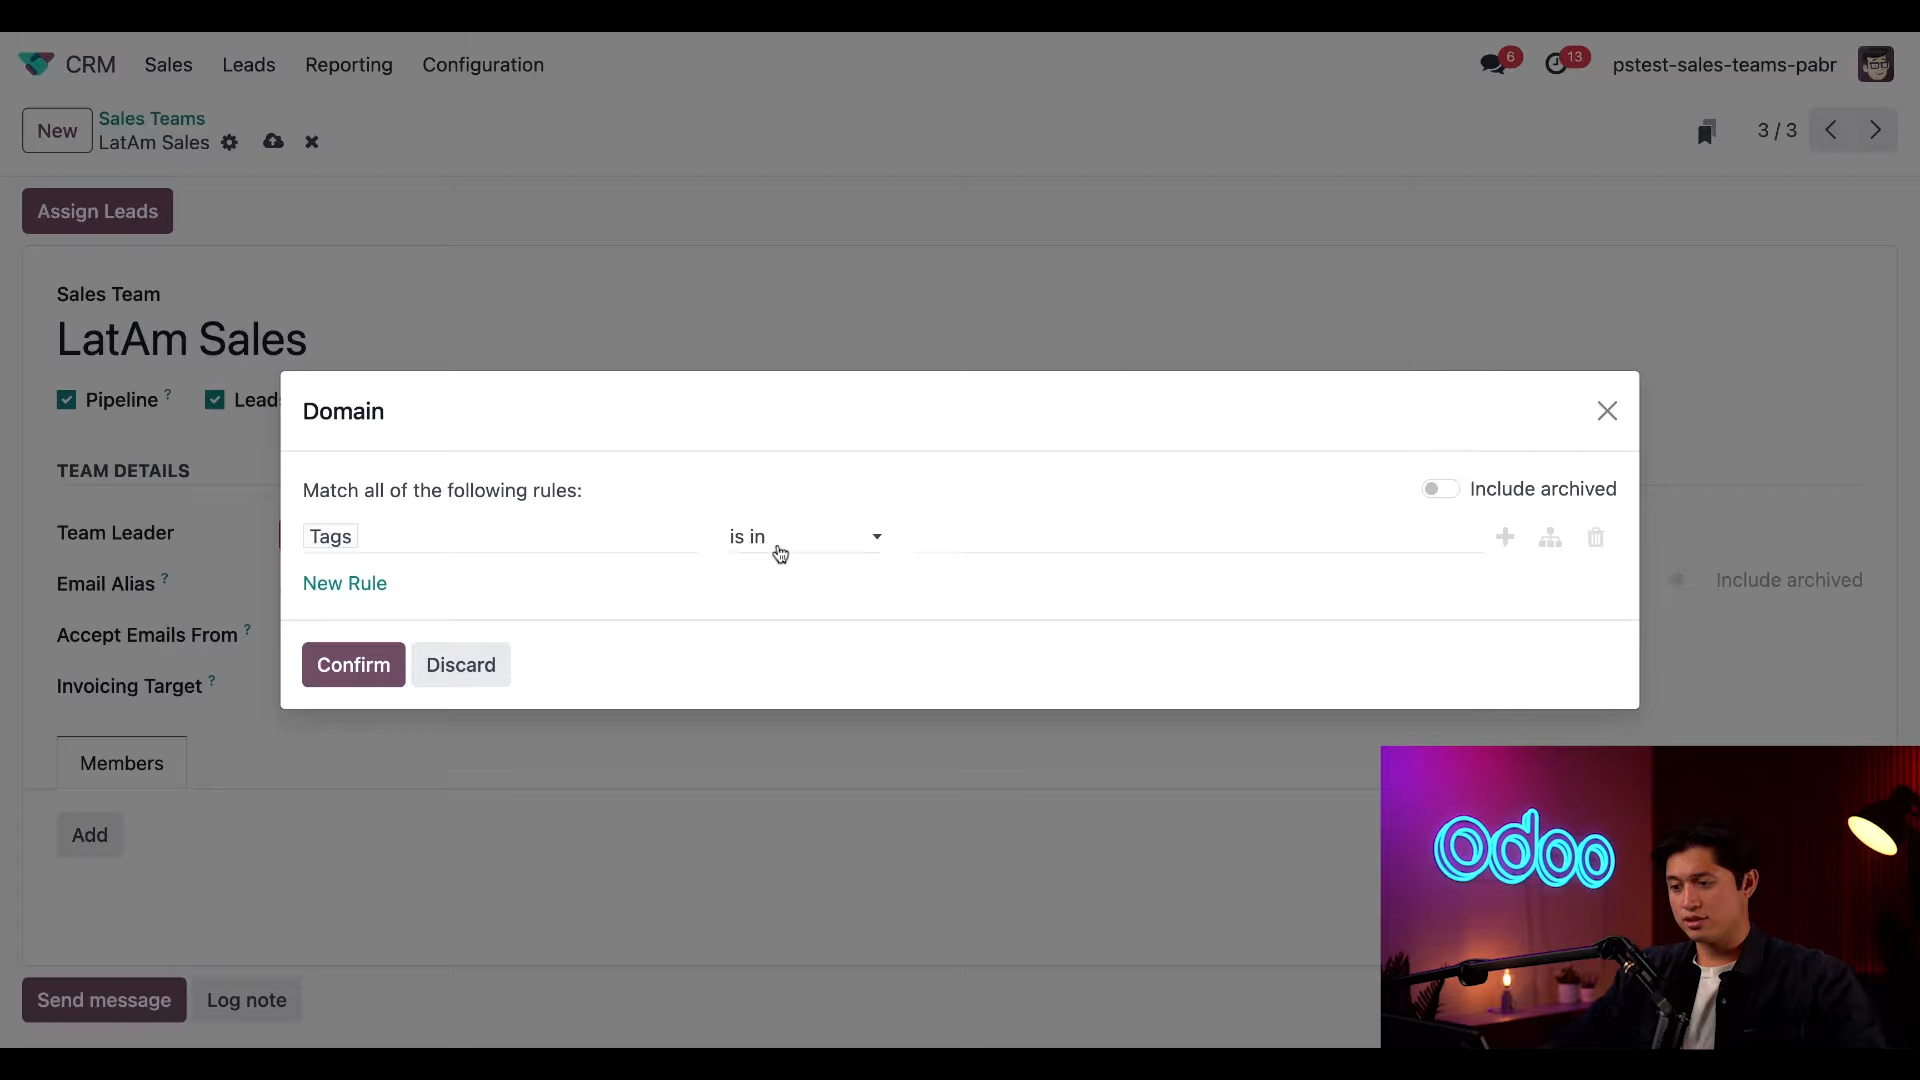 CRM Sales Leads Reporting Configuration 6 13 pstest-sales-teams-pabr
New Sales Teams
LatAm Sales 3 / 3
Assign Leads
Sales Team
LatAm Sales
Pipeline ? Lead
Domain
TEAM DETAILS
Match all of the following rules: Include archived
Team Leader Tags is in
Email Alias ? New Rule Include archived
Accept Emails From ?
Confirm Discard
Invoicing Target ?
Members
Add
odoo
Send message Log note